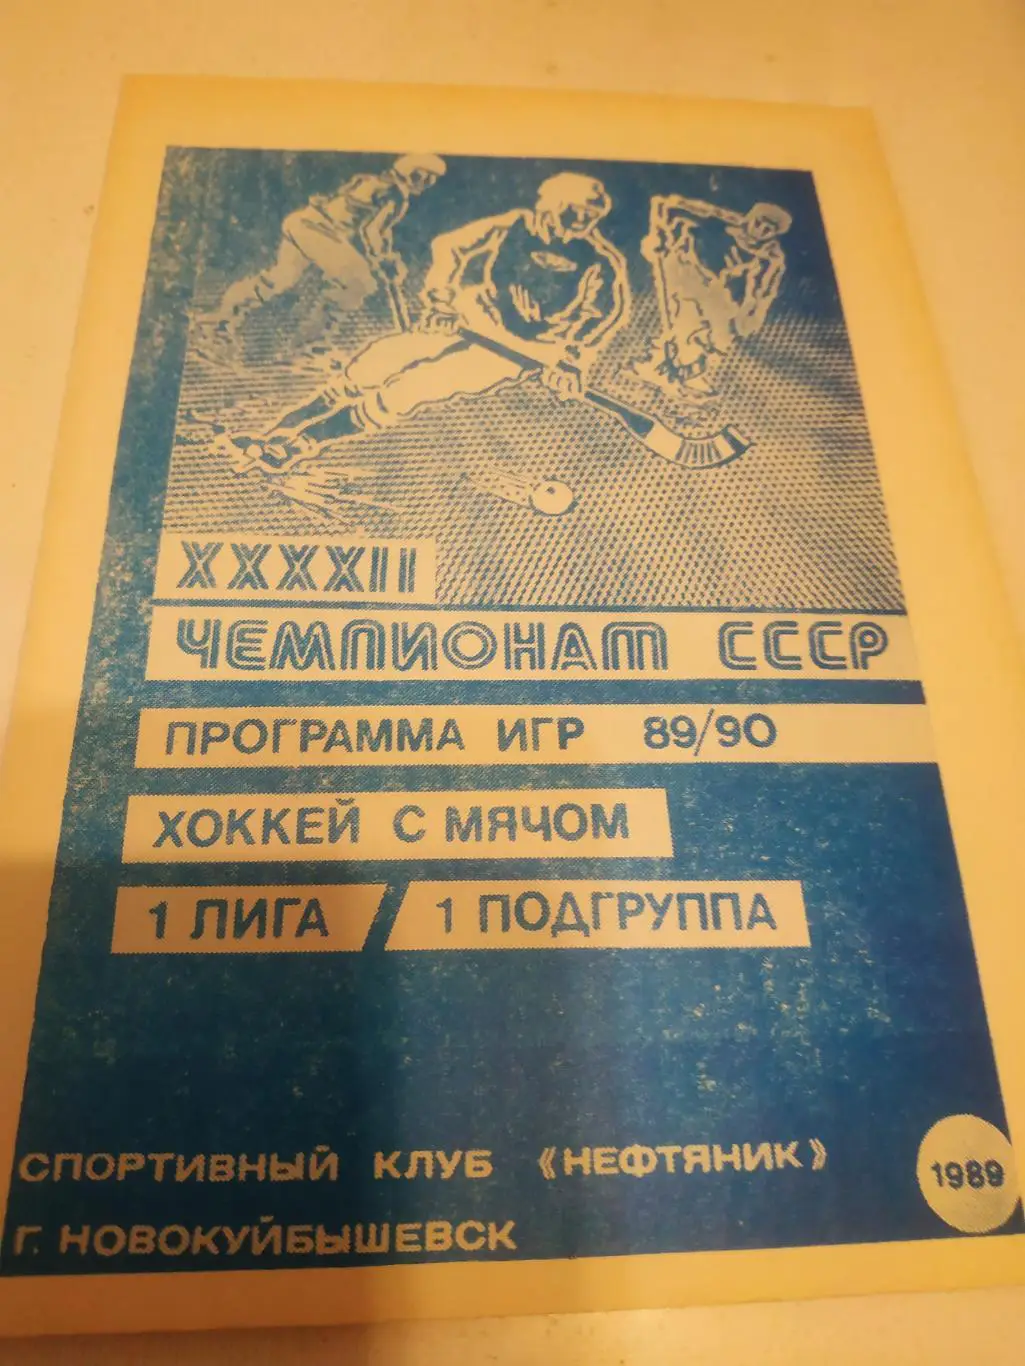 XXXXII
ЧЕМПИОНАТ СССР
ПРОГРАММА ИГР 89/90
ХОККЕЙ С МЯЧОМ
1 ЛИГА / 1 ПОДГРУППА
СПОРТИВНЫЙ КЛУБ «НЕФТЯНИК»
1989
Г. НОВОКУЙБЫШЕВСК